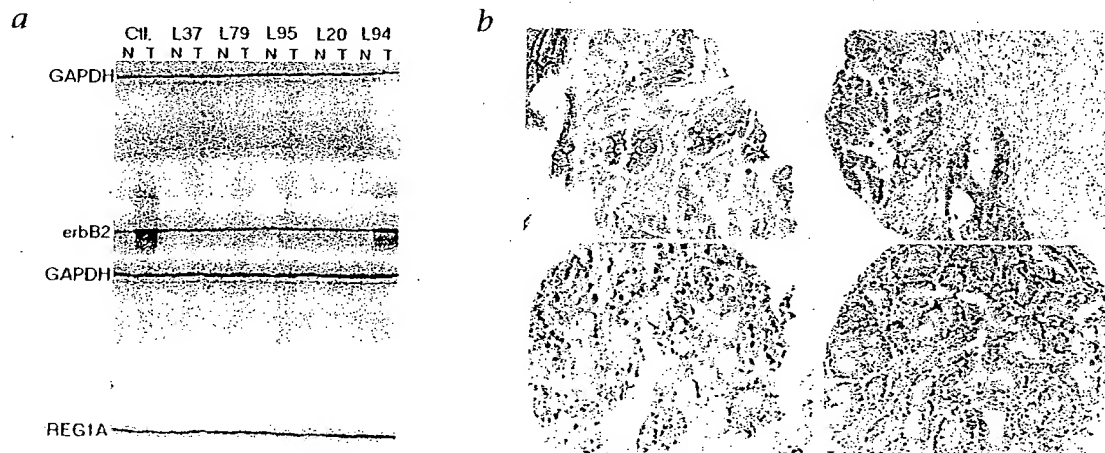 a
Ctl. L37 L79 L95 L20 L94
N T N T N T N T N T N T
GAPDH
erbB2
GAPDH
REG1A
b